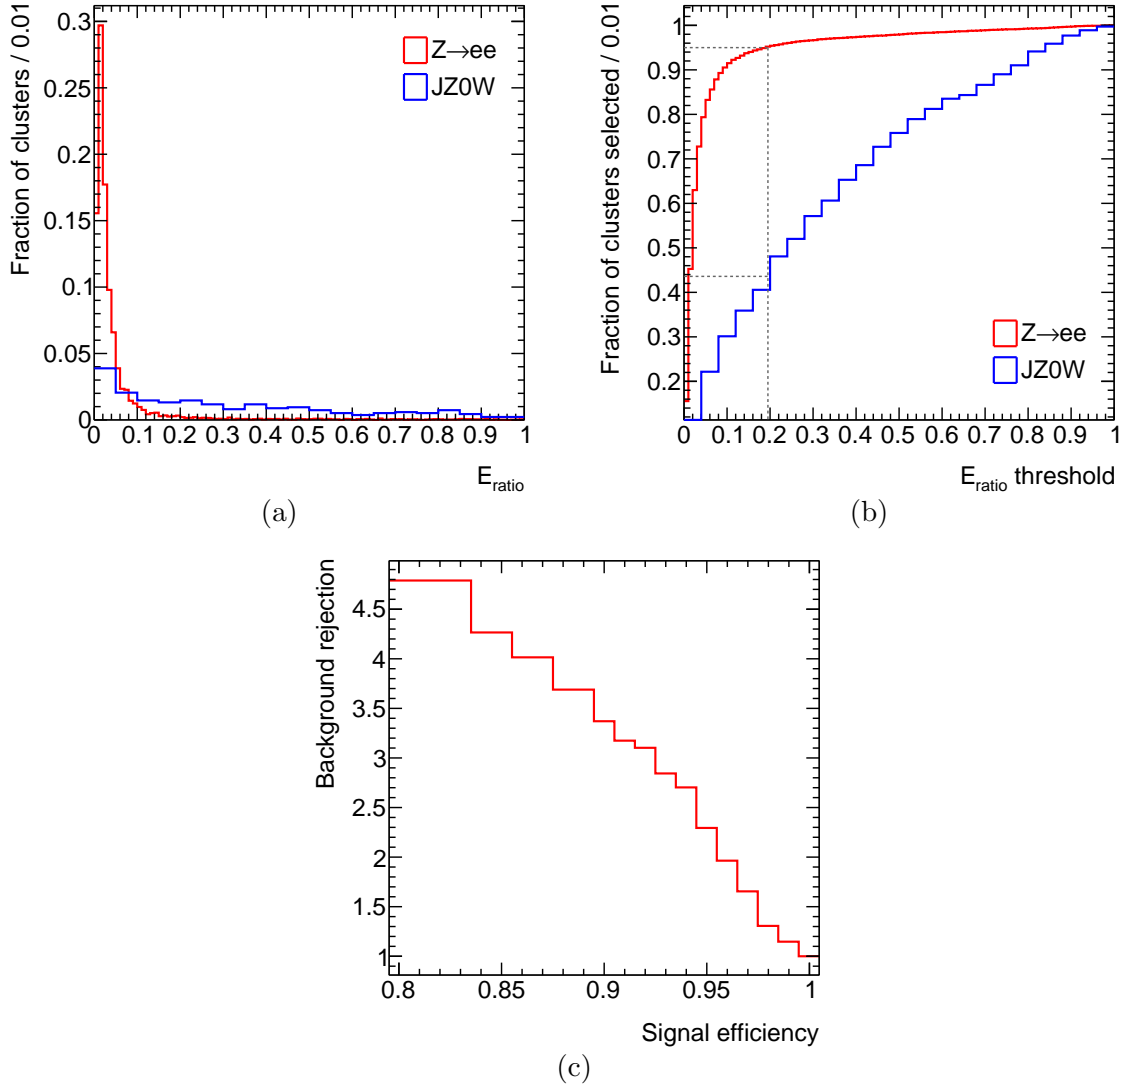 Fraction of clusters / 0.01
0.3
0.25
0.2
0.15
0.1
0.05
0
Z→ee
JZ0W
0 0.1 0.2 0.3 0.4 0.5 0.6 0.7 0.8 0.9 1
E_ratio
(a)
Fraction of clusters selected / 0.01
1
0.9
0.8
0.7
0.6
0.5
0.4
0.3
0.2
Z→ee
JZ0W
0 0.1 0.2 0.3 0.4 0.5 0.6 0.7 0.8 0.9 1
E_ratio threshold
(b)
Background rejection
4.5
4
3.5
3
2.5
2
1.5
1
0.8 0.85 0.9 0.95 1
Signal efficiency
(c)